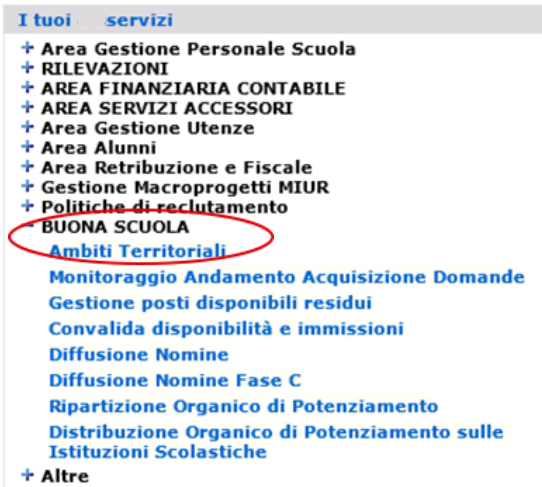 I tuoi servizi
+ Area Gestione Personale Scuola
+ RILEVAZIONI
+ AREA FINANZIARIA CONTABILE
+ AREA SERVIZI ACCESSORI
+ Area Gestione Utenze
+ Area Alunni
+ Area Retribuzione e Fiscale
+ Gestione Macroprogetti MIUR
+ Politiche di reclutamento
- BUONA SCUOLA
Ambiti Territoriali
Monitoraggio Andamento Acquisizione Domande
Gestione posti disponibili residui
Convalida disponibilità e immissioni
Diffusione Nomine
Diffusione Nomine Fase C
Ripartizione Organico di Potenziamento
Distribuzione Organico di Potenziamento sulle
Istituzioni Scolastiche
+ Altre